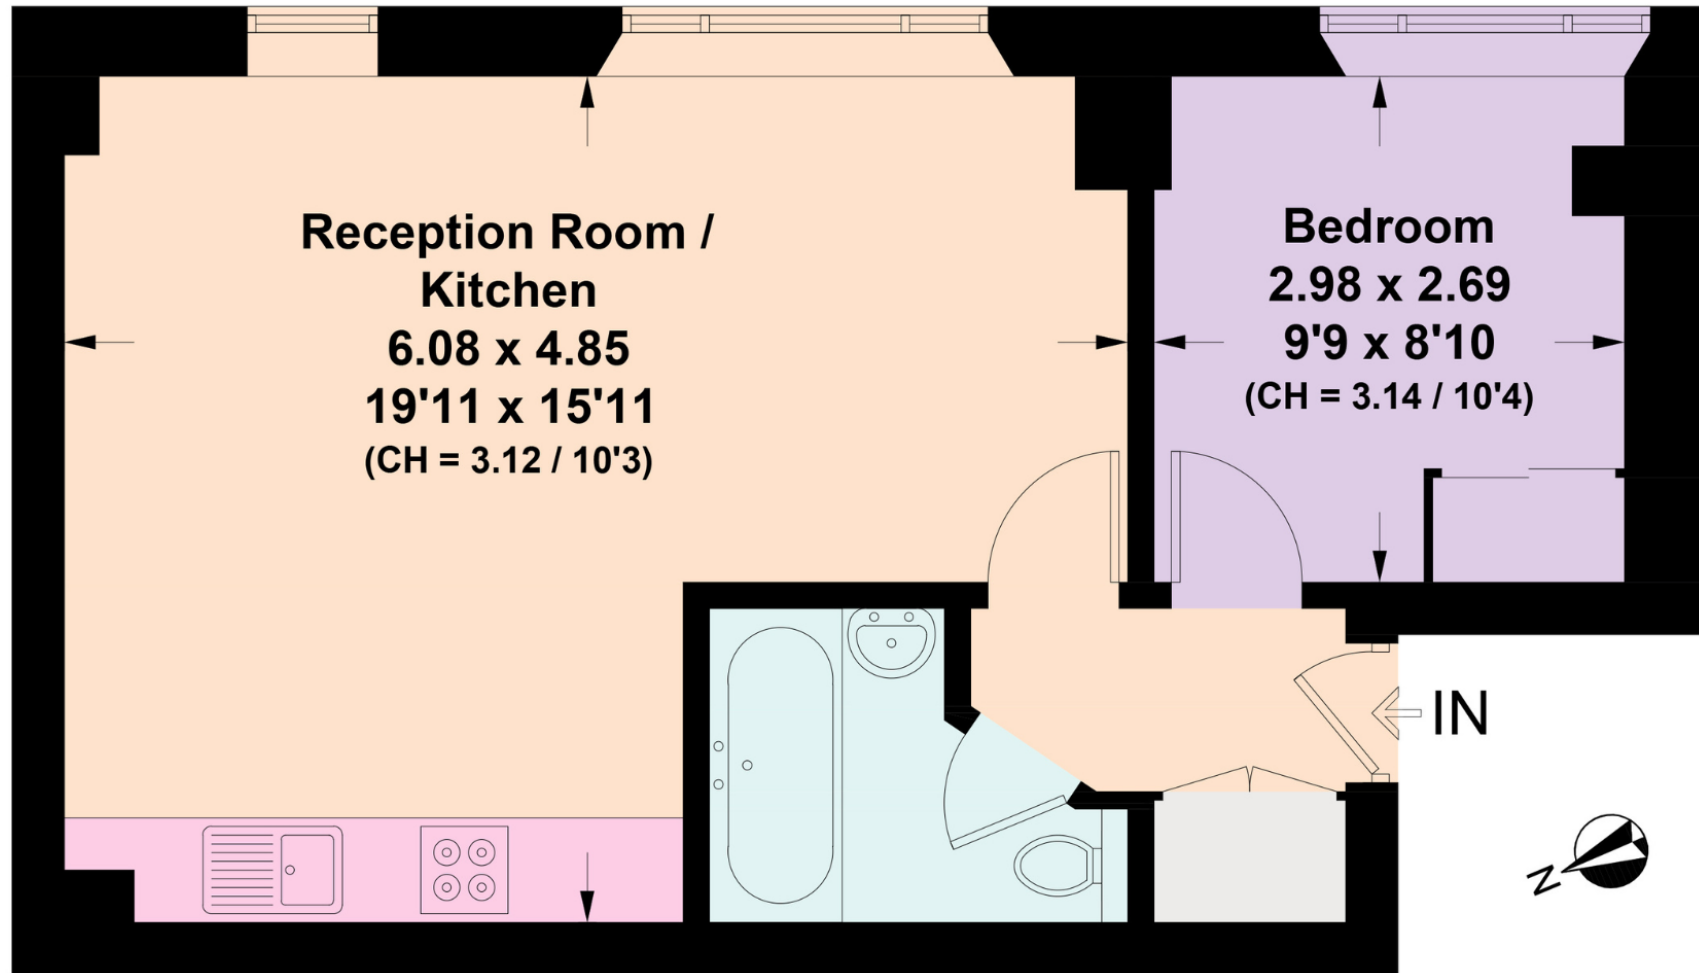 Reception Room /
Kitchen
6.08 x 4.85
19'11 x 15'11
(CH = 3.12 / 10'3)
Bedroom
2.98 x 2.69
9'9 x 8'10
(CH = 3.14 / 10'4)
IN
N